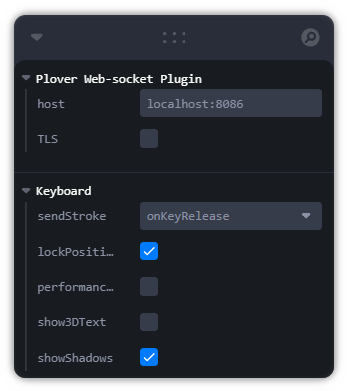 Plover Web-socket Plugin
host localhost:8086
TLS
Keyboard
sendStroke onKeyRelease
lockPositi…
performanc…
show3DText
showShadows